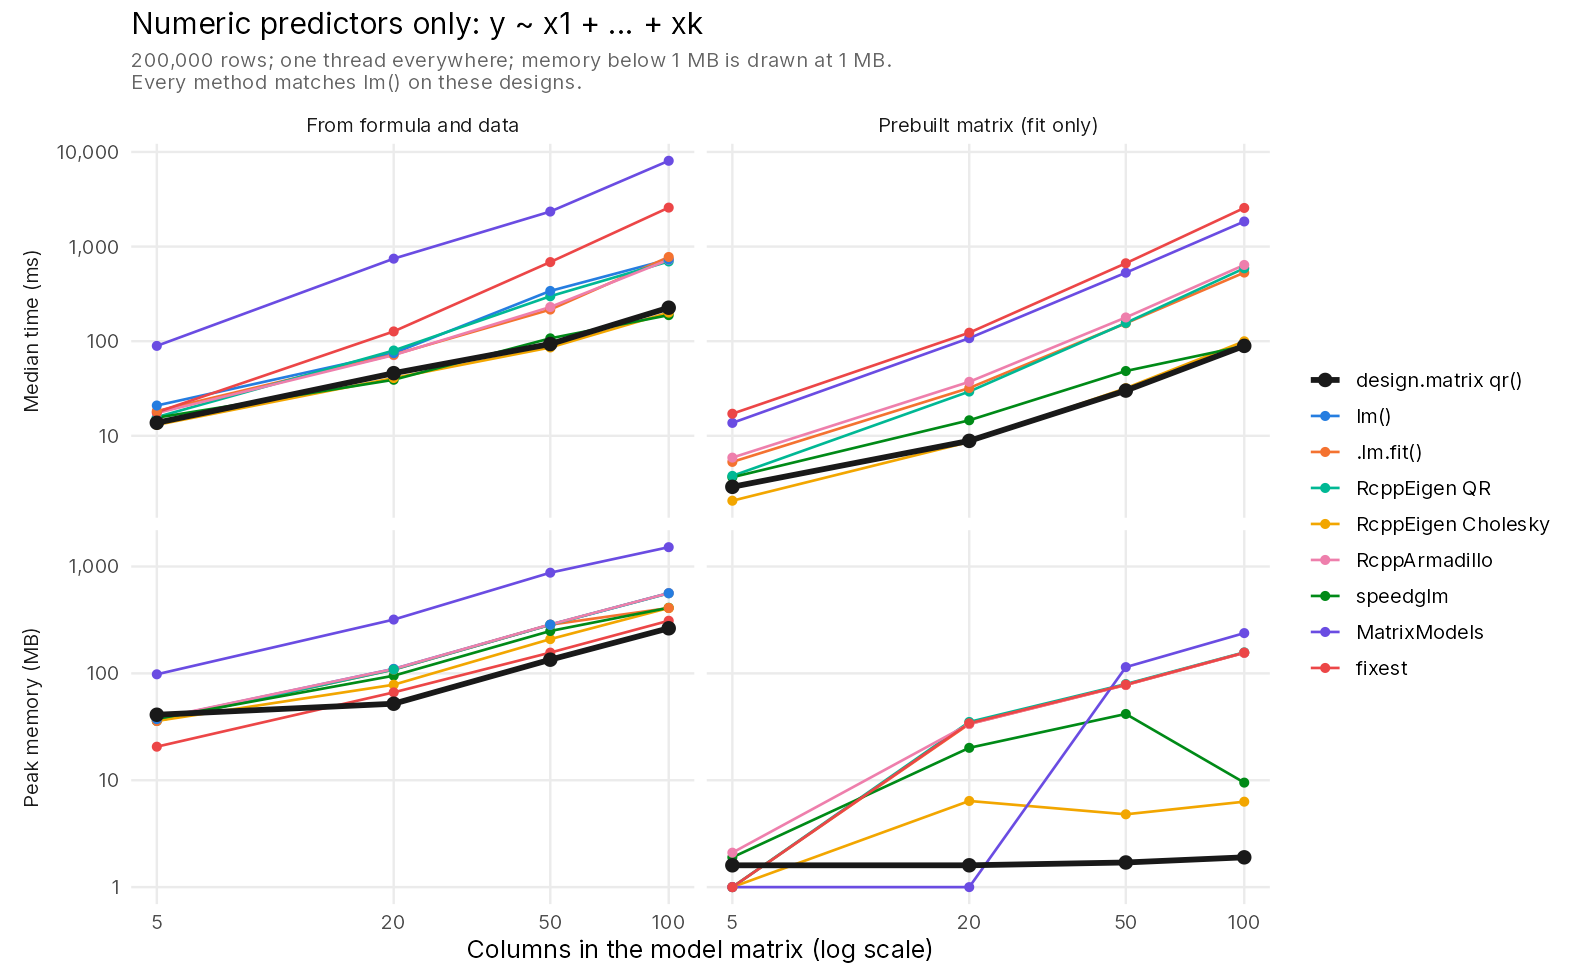 Numeric predictors only: y ~ x1 + ... + xk
200,000 rows; one thread everywhere; memory below 1 MB is drawn at 1 MB.
Every method matches lm() on these designs.
From formula and data
Prebuilt matrix (fit only)
Median time (ms)
10,000
1,000
100
10
Peak memory (MB)
1,000
100
10
1
5
20
50
100
5
20
50
100
Columns in the model matrix (log scale)
design.matrix qr()
lm()
.lm.fit()
RcppEigen QR
RcppEigen Cholesky
RcppArmadillo
speedglm
MatrixModels
fixest